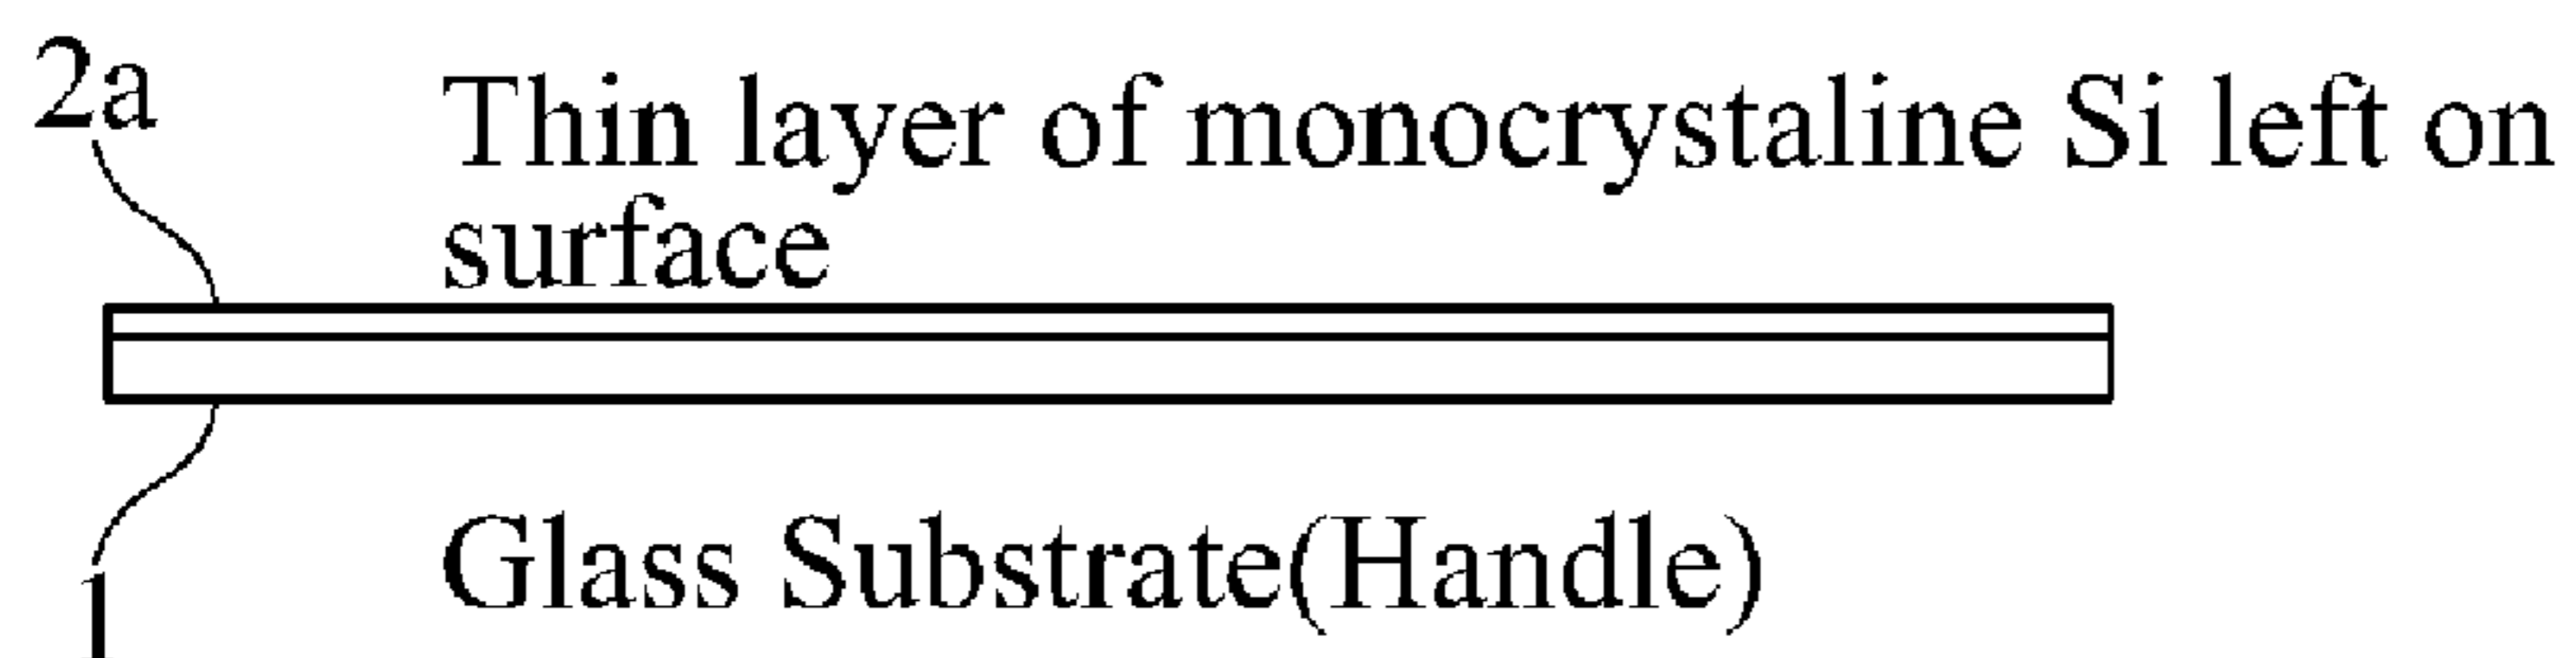 2a
Thin layer of monocrystaline Si left on
surface
Glass Substrate(Handle)
1